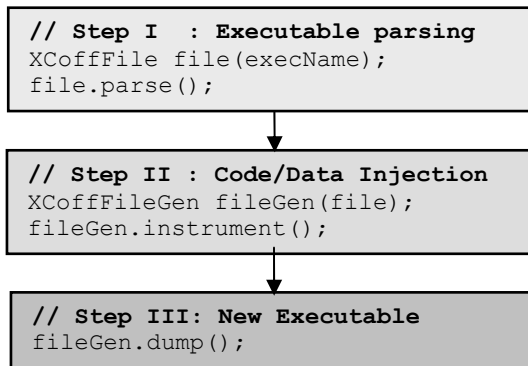 // Step I  : Executable parsing
XCoffFile file(execName);
file.parse();
// Step II : Code/Data Injection
XCoffFileGen fileGen(file);
fileGen.instrument();
// Step III: New Executable
fileGen.dump();